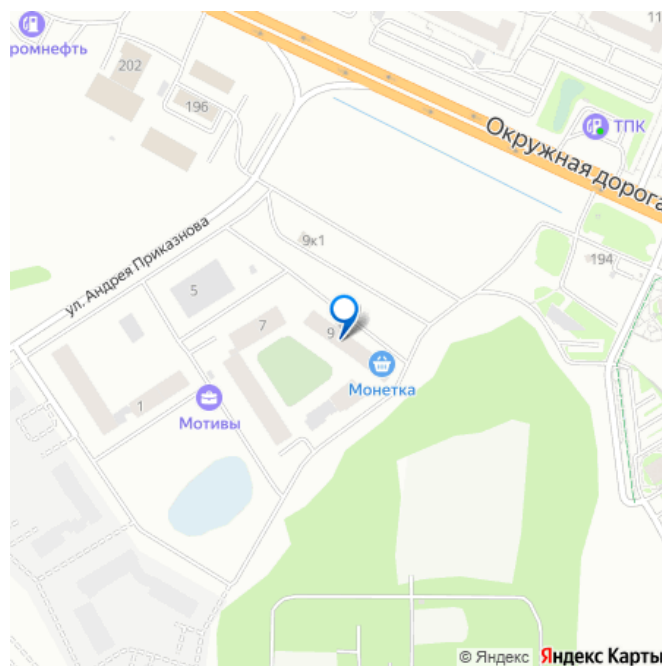 11
ромнефть
202
196
ТПК
Окружная дорога
ул. Андрея Приказнова
9к1
194
5
7
9
Монетка
1
Мотивы
© Яндекс Яндекс Карты